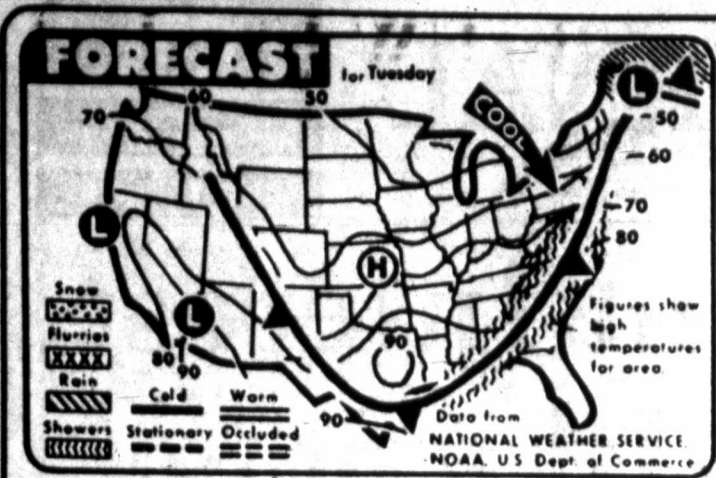 FORECAST
for Tuesday
70
60
50
COOL
L
50
60
70
80
L
H
L
Snow
Flurries
Rain
Showers
80
90
90
90
Cold
Warm
Stationary
Occluded
Figures show
high
temperatures
for area.
Data from
NATIONAL WEATHER SERVICE,
NOAA, U.S. Dept. of Commerce